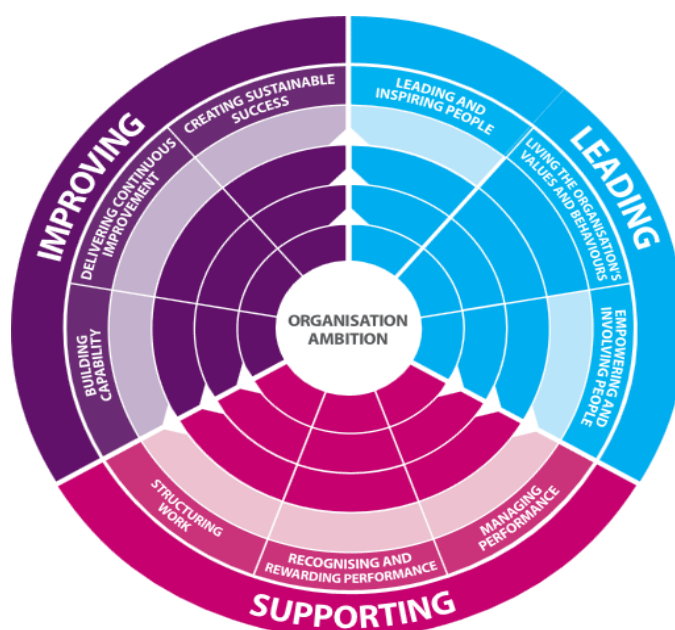 IMPROVING
CREATING SUSTAINABLE
SUCCESS
DELIVERING CONTINUOUS
IMPROVEMENT
BUILDING
CAPABILITY
LEADING
LEADING AND
INSPIRING PEOPLE
LIVING THE ORGANISATION'S
VALUES AND BEHAVIOURS
EMPOWERING AND
INVOLVING PEOPLE
ORGANISATION
AMBITION
STRUCTURING
WORK
RECOGNISING AND
REWARDING PERFORMANCE
MANAGING
PERFORMANCE
SUPPORTING